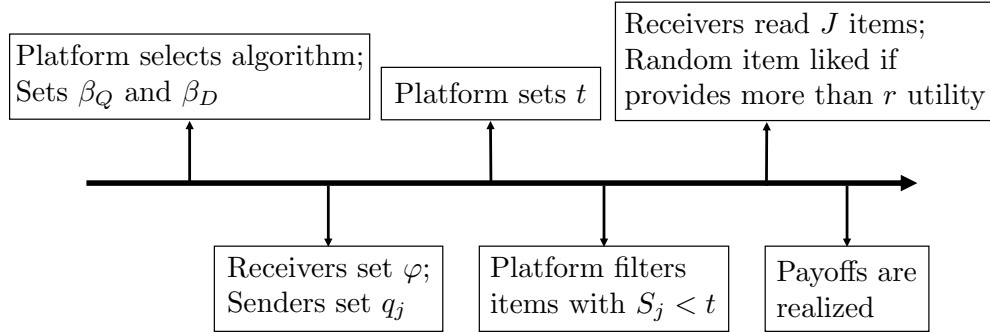 Platform selects algorithm;
Sets β_Q and β_D
Receivers set φ;
Senders set q_j
Platform sets t
Platform filters
items with S_j < t
Receivers read J items;
Random item liked if
provides more than r utility
Payoffs are
realized